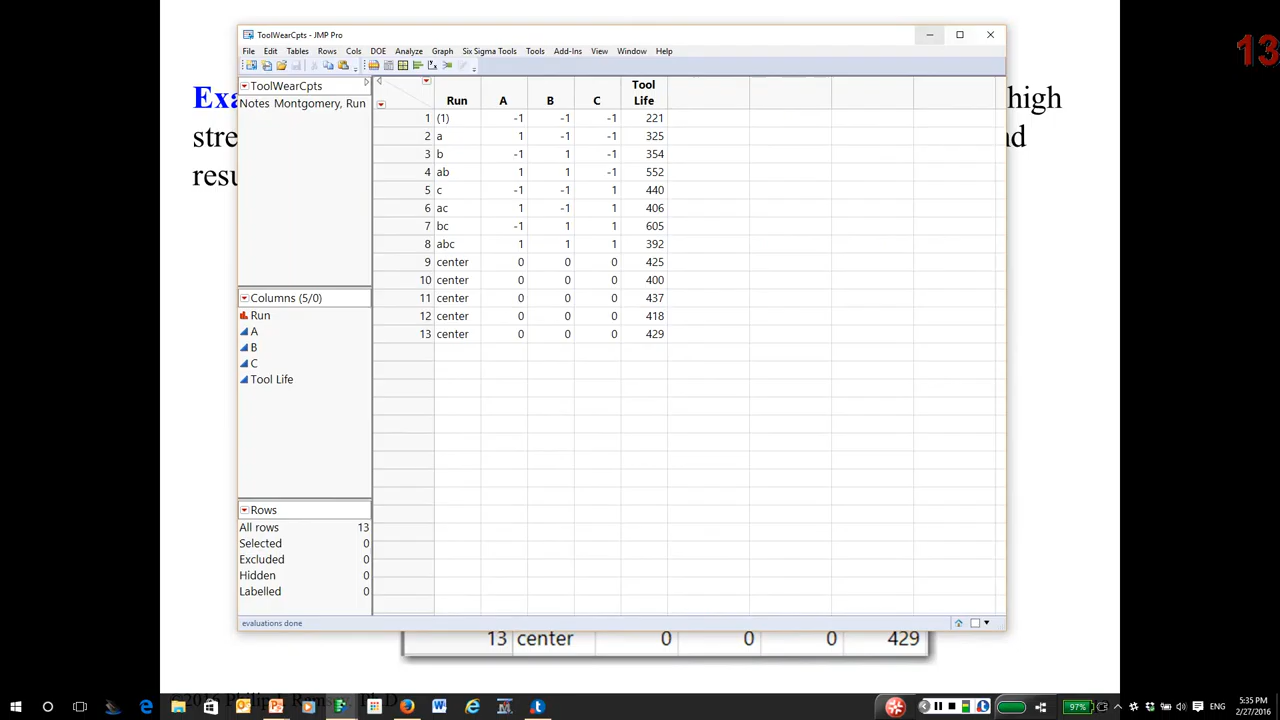 ToolWearCpts - JMP Pro
13
File Edit Tables Rows Cols DOE Analyze Graph Six Sigma Tools Tools Add-Ins View Window Help
ToolWearCpts
Notes Montgomery, Run
Run A B C Tool Life
1 (1) -1 -1 -1 221
2 a 1 -1 -1 325
3 b -1 1 -1 354
4 ab 1 1 -1 552
5 c -1 -1 1 440
6 ac 1 -1 1 406
7 bc -1 1 1 605
8 abc 1 1 1 392
9 center 0 0 0 425
10 center 0 0 0 400
11 center 0 0 0 437
12 center 0 0 0 418
13 center 0 0 0 429
Columns (5/0)
Run
A
B
C
Tool Life
Rows
All rows 13
Selected 0
Excluded 0
Hidden 0
Labelled 0
evaluations done
Exa
high
stre
nd
resu
13 center 0 0 0 429
97%
ENG
5:35 PM
2/27/2016